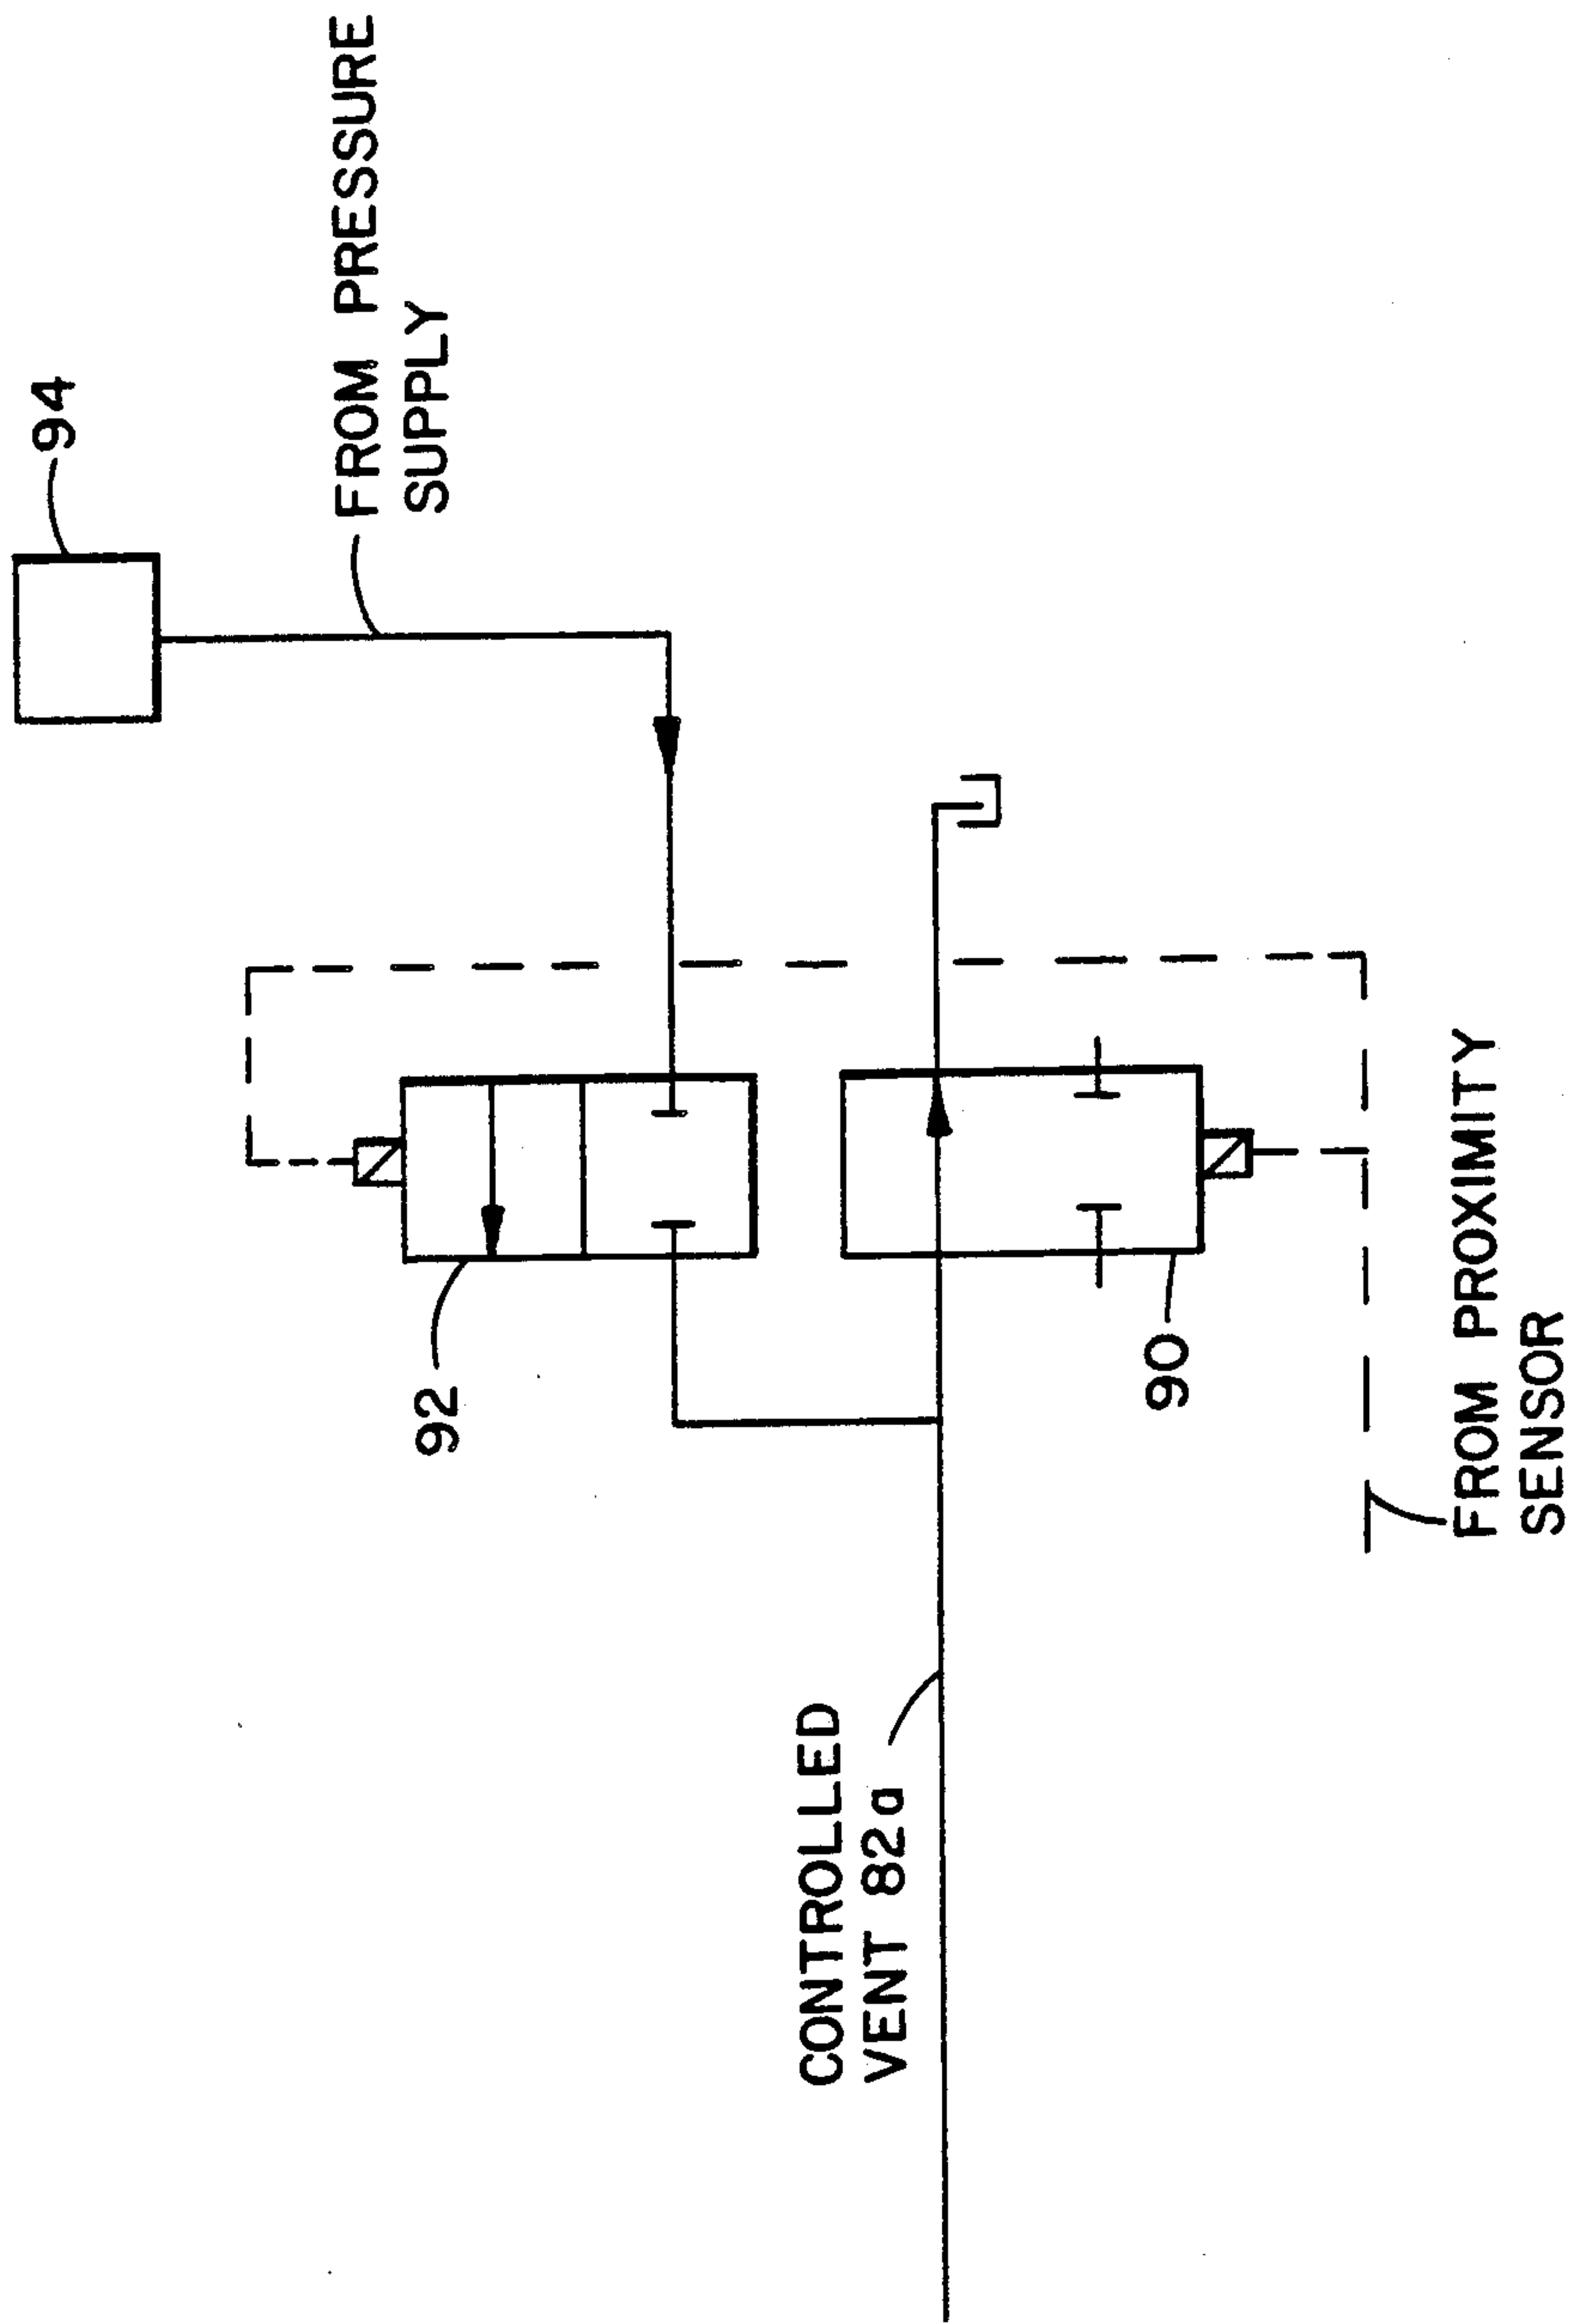 94
FROM PRESSURE
SUPPLY
92
90
CONTROLLED
VENT 82a
FROM PROXIMITY
SENSOR